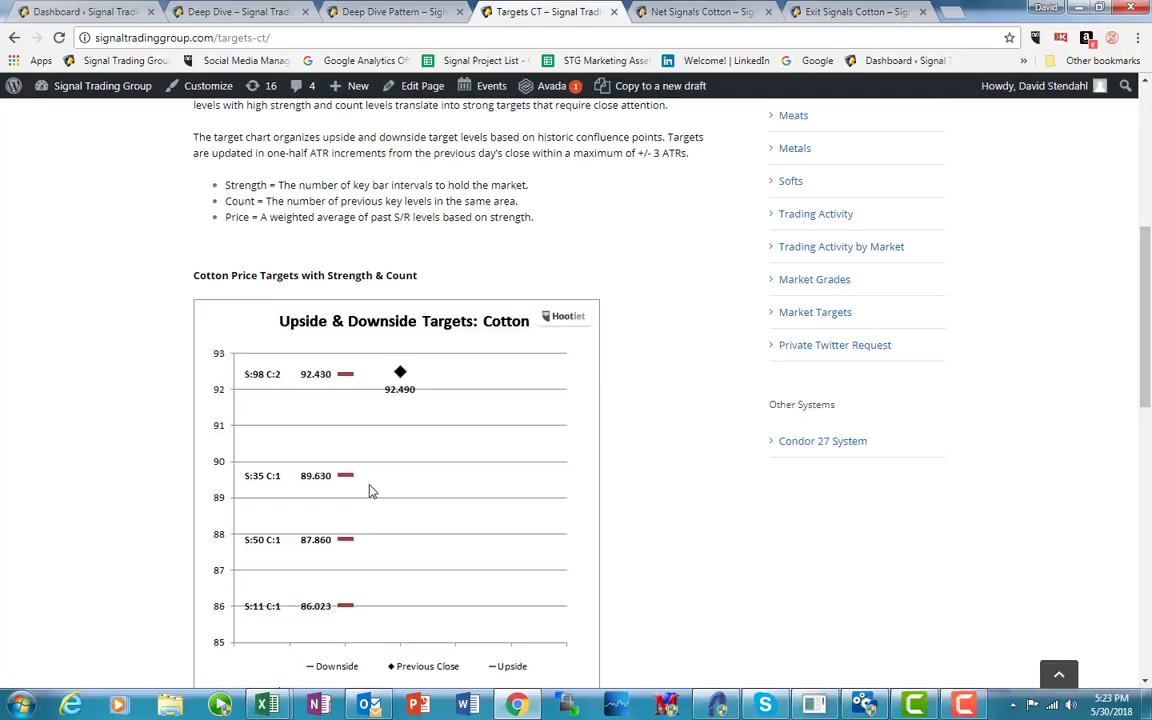 David
Dashboard ‹ Signal Tradi
Deep Dive – Signal Tradi
Deep Dive Pattern – Sign
Targets CT – Signal Tradi
Net Signals Cotton – Sig
Exit Signals Cotton – Sig
signaltradinggroup.com/targets-ct/
8
Apps
Signal Trading Grou
Social Media Manag
Google Analytics Of
Signal Project List -
STG Marketing Asse
Welcome! | LinkedIn
Google
Dashboard ‹ Signal T
»
Other bookmarks
Signal Trading Group
Customize
16
4
New
Edit Page
Events
Avada 1
Copy to a new draft
Howdy, David Stendahl
levels with high strength and count levels translate into strong targets that require close attention.
The target chart organizes upside and downside target levels based on historic confluence points. Targets
are updated in one-half ATR increments from the previous day's close within a maximum of +/- 3 ATRs.
• Strength = The number of key bar intervals to hold the market.
• Count = The number of previous key levels in the same area.
• Price = A weighted average of past S/R levels based on strength.
Cotton Price Targets with Strength & Count
Upside & Downside Targets: Cotton
Hootlet
93
S:98 C:2 92.430
92.490
92
91
90
S:35 C:1 89.630
89
88
S:50 C:1 87.860
87
86
S:11 C:1 86.023
85
Downside
Previous Close
Upside
Meats
Metals
Softs
Trading Activity
Trading Activity by Market
Market Grades
Market Targets
Private Twitter Request
Other Systems
Condor 27 System
5:23 PM
5/30/2018